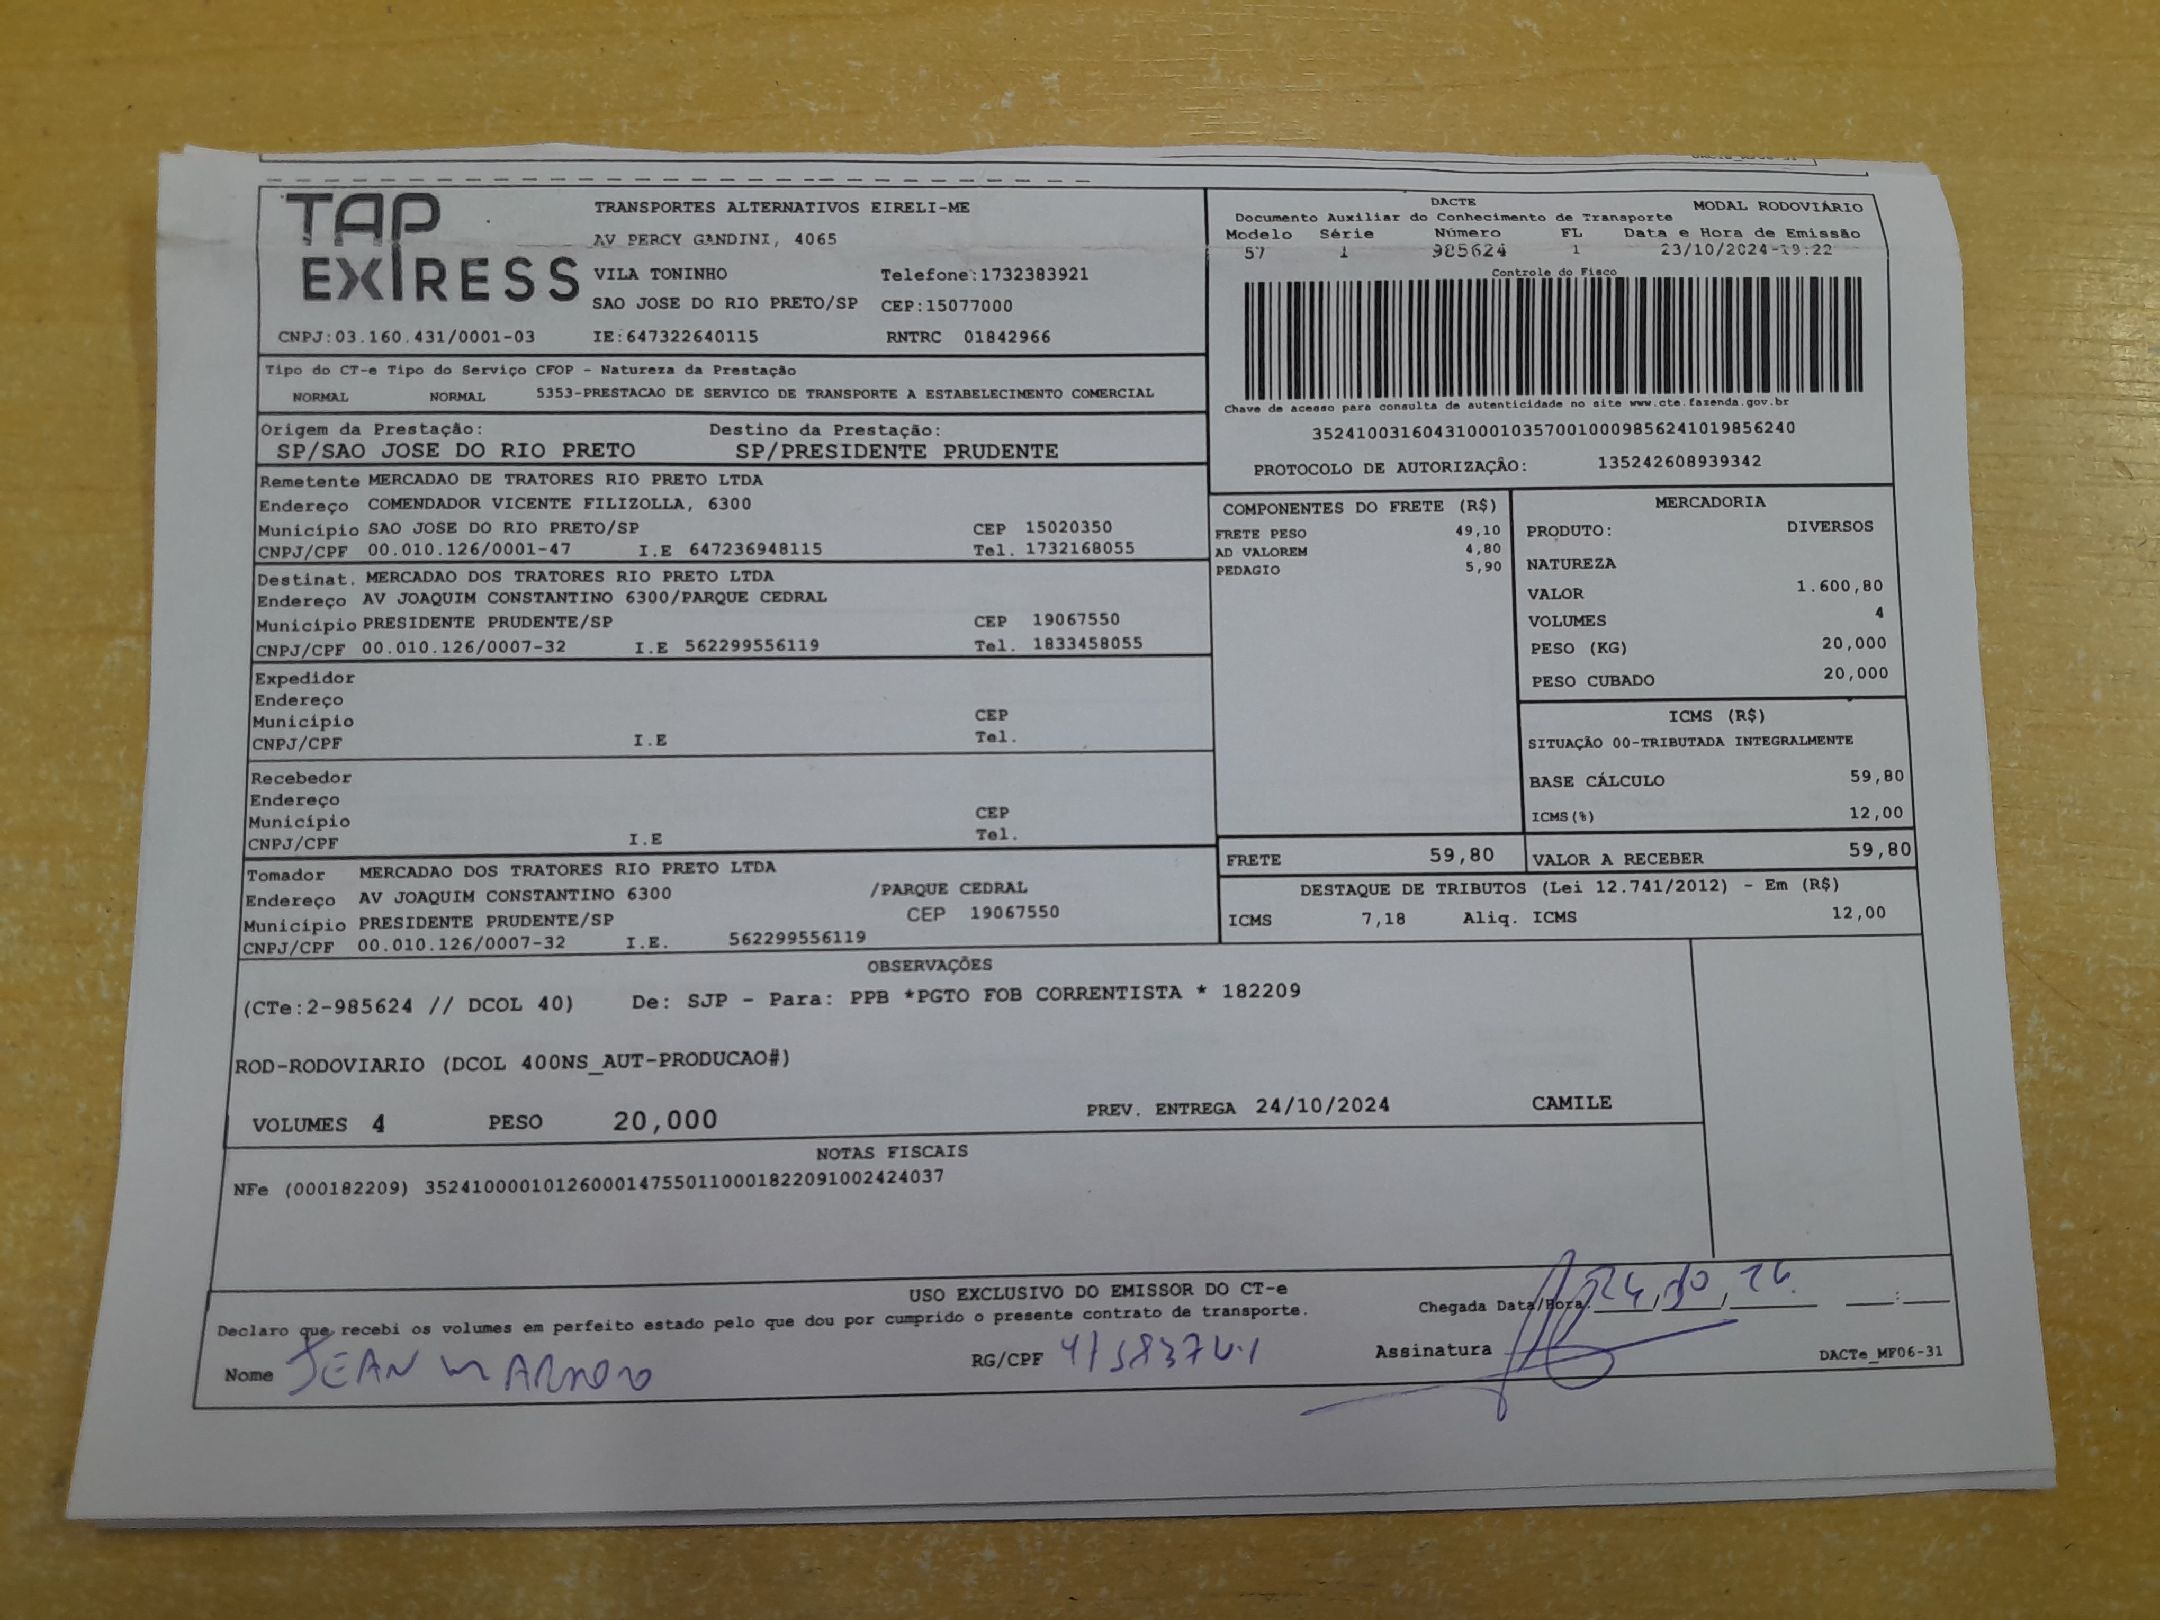 TAP
EXIRESS
TRANSPORTES ALTERNATIVOS EIRELI-ME
AV PERCY GANDINI, 4065
VILA TONINHO Telefone:1732383921
SAO JOSE DO RIO PRETO/SP CEP:15077000
CNPJ:03.160.431/0001-03 IE:647322640115 RNTRC 01842966
DACTE MODAL RODOVIÁRIO
Documento Auxiliar do Conhecimento de Transporte
Modelo Série Número FL Data e Hora de Emissão
57 1 985624 1 23/10/2024-19:22
Controle do Fisco
Chave de acesso para consulta de autenticidade no site www.cte.fazenda.gov.br
35241003160431000103570010009856241019856240
PROTOCOLO DE AUTORIZAÇÃO: 135242608939342
Tipo do CT-e Tipo do Serviço CFOP - Natureza da Prestação
NORMAL NORMAL 5353-PRESTACAO DE SERVICO DE TRANSPORTE A ESTABELECIMENTO COMERCIAL
Origem da Prestação: Destino da Prestação:
SP/SAO JOSE DO RIO PRETO SP/PRESIDENTE PRUDENTE
Remetente MERCADAO DE TRATORES RIO PRETO LTDA
Endereço COMENDADOR VICENTE FILIZOLLA, 6300
Município SAO JOSE DO RIO PRETO/SP CEP 15020350
CNPJ/CPF 00.010.126/0001-47 I.E 647236948115 Tel. 1732168055
Destinat. MERCADAO DOS TRATORES RIO PRETO LTDA
Endereço AV JOAQUIM CONSTANTINO 6300/PARQUE CEDRAL
Município PRESIDENTE PRUDENTE/SP CEP 19067550
CNPJ/CPF 00.010.126/0007-32 I.E 562299556119 Tel. 1833458055
Expedidor
Endereço
Município CEP
CNPJ/CPF I.E Tel.
Recebedor
Endereço
Município CEP
CNPJ/CPF I.E Tel.
Tomador MERCADAO DOS TRATORES RIO PRETO LTDA
Endereço AV JOAQUIM CONSTANTINO 6300 /PARQUE CEDRAL
Município PRESIDENTE PRUDENTE/SP CEP 19067550
CNPJ/CPF 00.010.126/0007-32 I.E. 562299556119
COMPONENTES DO FRETE (R$)
FRETE PESO 49,10
AD VALOREM 4,80
PEDAGIO 5,90
MERCADORIA
PRODUTO: DIVERSOS
NATUREZA
VALOR 1.600,80
VOLUMES 4
PESO (KG) 20,000
PESO CUBADO 20,000
ICMS (R$)
SITUAÇÃO 00-TRIBUTADA INTEGRALMENTE
BASE CÁLCULO 59,80
ICMS(%) 12,00
FRETE 59,80 VALOR A RECEBER 59,80
DESTAQUE DE TRIBUTOS (Lei 12.741/2012) - Em (R$)
ICMS 7,18 Aliq. ICMS 12,00
OBSERVAÇÕES
(CTe:2-985624 // DCOL 40) De: SJP - Para: PPB *PGTO FOB CORRENTISTA * 182209
ROD-RODOVIARIO (DCOL 400NS_AUT-PRODUCAO#)
VOLUMES 4 PESO 20,000 PREV. ENTREGA 24/10/2024 CAMILE
NOTAS FISCAIS
NFe (000182209) 35241000010126000147550110001822091002424037
USO EXCLUSIVO DO EMISSOR DO CT-e
Declaro que recebi os volumes em perfeito estado pelo que dou por cumprido o presente contrato de transporte.
Chegada Data/Hora:
Nome JEAN RG/CPF Assinatura
DACTe_MF06-31